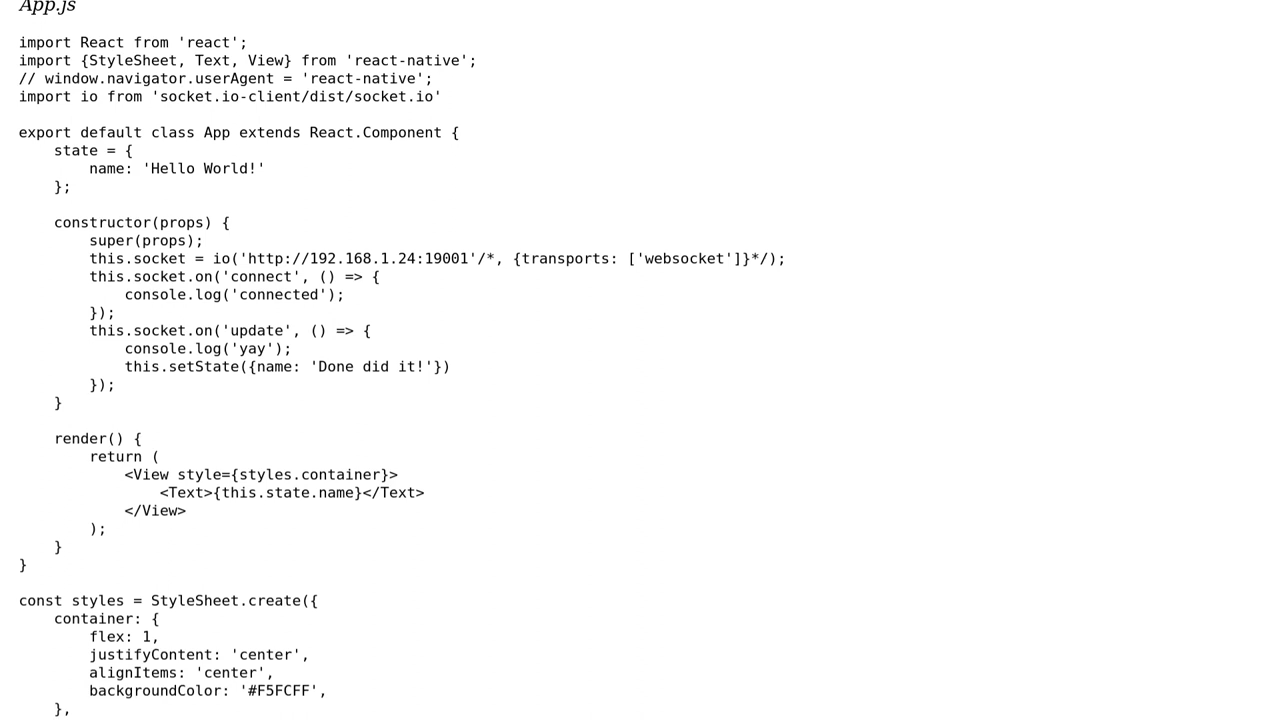 App.js
import React from 'react';
import {StyleSheet, Text, View} from 'react-native';
// window.navigator.userAgent = 'react-native';
import io from 'socket.io-client/dist/socket.io'

export default class App extends React.Component {
    state = {
        name: 'Hello World!'
    };

    constructor(props) {
        super(props);
        this.socket = io('http://192.168.1.24:19001'/*, {transports: ['websocket']}*/);
        this.socket.on('connect', () => {
            console.log('connected');
        });
        this.socket.on('update', () => {
            console.log('yay');
            this.setState({name: 'Done did it!'})
        });
    }

    render() {
        return (
            <View style={styles.container}>
                <Text>{this.state.name}</Text>
            </View>
        );
    }
}

const styles = StyleSheet.create({
    container: {
        flex: 1,
        justifyContent: 'center',
        alignItems: 'center',
        backgroundColor: '#F5FCFF',
    },